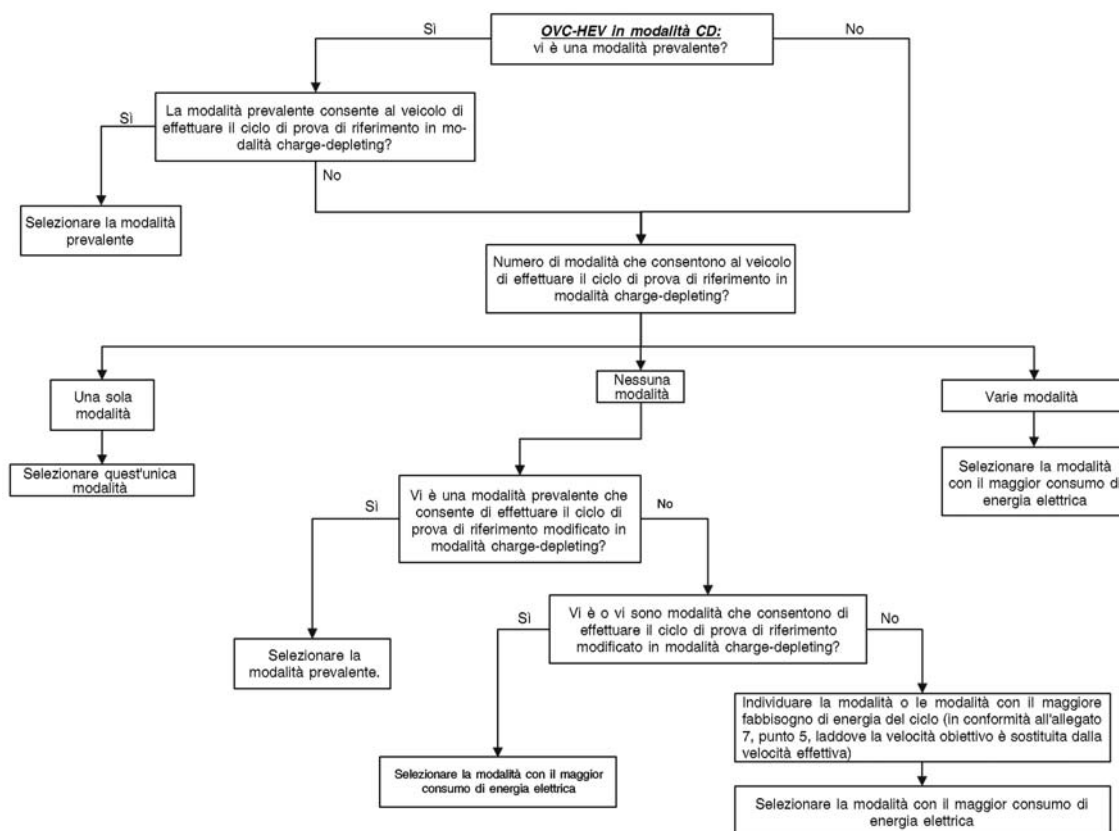 OVC-HEV in modalità CD:
vi è una modalità prevalente?
Sì
No
La modalità prevalente consente al veicolo di
effettuare il ciclo di prova di riferimento in mo-
dalità charge-depleting?
Sì
No
Selezionare la modalità
prevalente
Numero di modalità che consentono al veicolo
di effettuare il ciclo di prova di riferimento in
modalità charge-depleting?
Una sola
modalità
Nessuna
modalità
Varie modalità
Selezionare quest'unica
modalità
Selezionare la modalità
con il maggior consumo di
energia elettrica
Vi è una modalità prevalente che
consente di effettuare il ciclo di
prova di riferimento modificato in
modalità charge-depleting?
Sì
No
Selezionare la
modalità prevalente.
Vi è o vi sono modalità che consentono di
effettuare il ciclo di prova di riferimento
modificato in modalità charge-depleting?
Sì
No
Selezionare la modalità con il maggior
consumo di energia elettrica
Individuare la modalità o le modalità con il maggiore
fabbisogno di energia del ciclo (in conformità all'allegato
7, punto 5, laddove la velocità obiettivo è sostituita dalla
velocità effettiva)
Selezionare la modalità con il maggior consumo di
energia elettrica